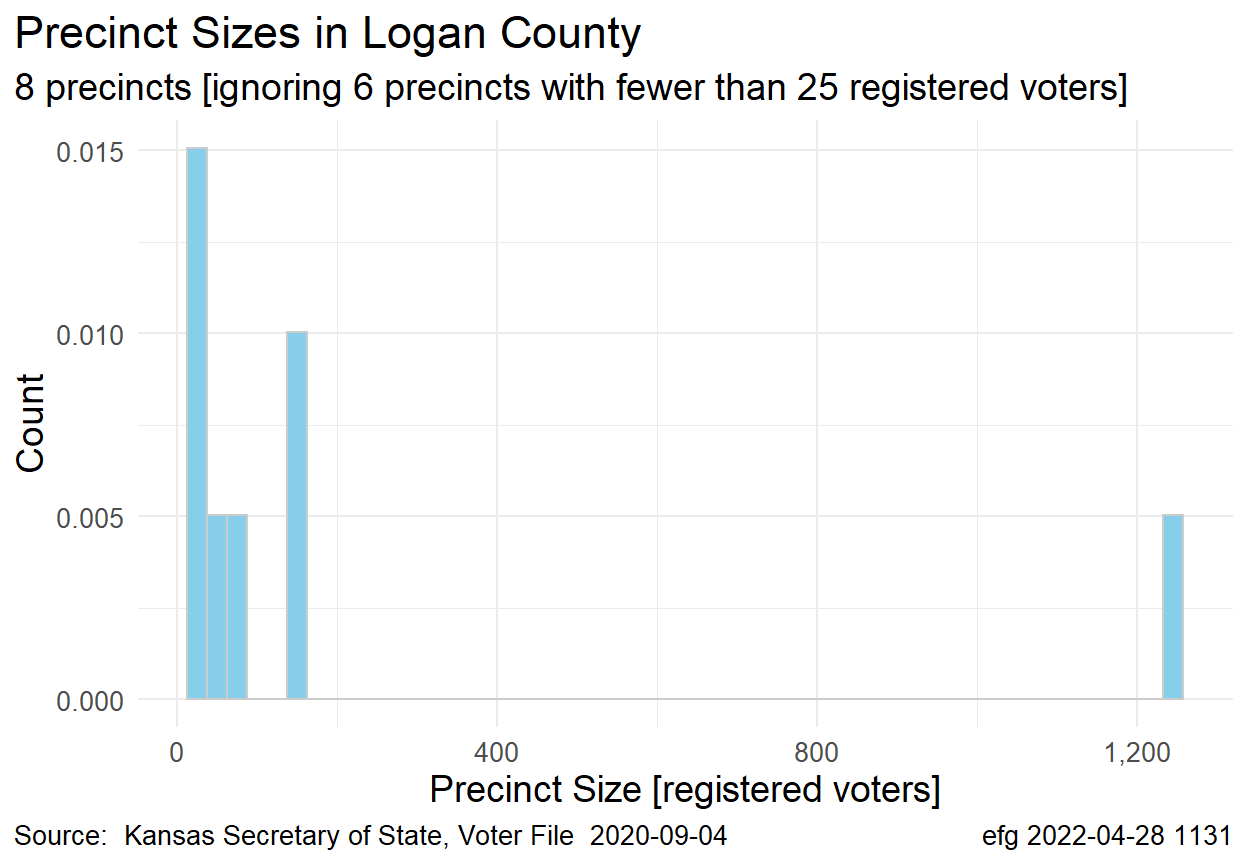 Precinct Sizes in Logan County
8 precincts [ignoring 6 precincts with fewer than 25 registered voters]
0.015
0.010
0.005
0.000
Count
0 400 800 1,200
Precinct Size [registered voters]
Source:  Kansas Secretary of State, Voter File  2020-09-04
efg 2022-04-28 1131